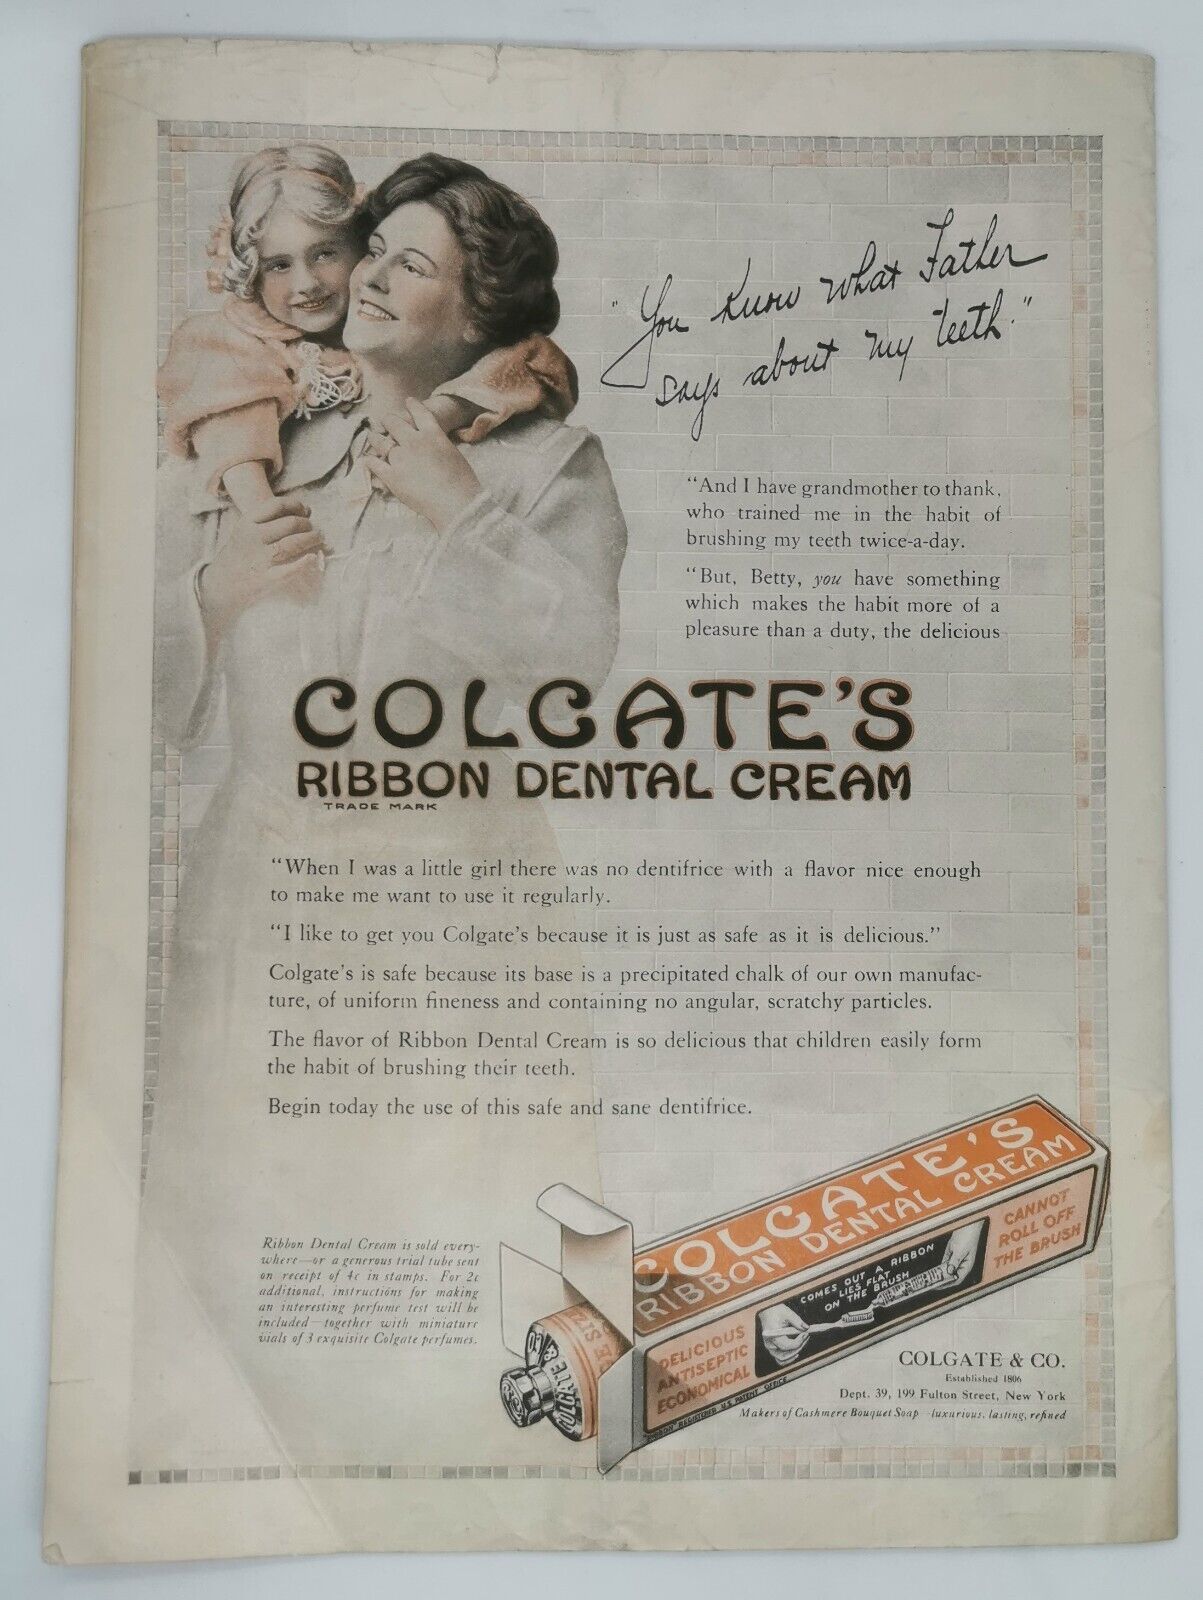 "You know what Father
says about my teeth."
"And I have grandmother to thank,
who trained me in the habit of
brushing my teeth twice-a-day.
"But, Betty, you have something
which makes the habit more of a
pleasure than a duty, the delicious
COLGATE'S
RIBBON DENTAL CREAM
TRADE MARK
"When I was a little girl there was no dentifrice with a flavor nice enough
to make me want to use it regularly.
"I like to get you Colgate's because it is just as safe as it is delicious."
Colgate's is safe because its base is a precipitated chalk of our own manufac-
ture, of uniform fineness and containing no angular, scratchy particles.
The flavor of Ribbon Dental Cream is so delicious that children easily form
the habit of brushing their teeth.
Begin today the use of this safe and sane dentifrice.
Ribbon Dental Cream is sold every-
where—or a generous trial tube sent
on receipt of 4c in stamps. For 2c
additional, instructions for making
an interesting perfume test will be
included—together with miniature
vials of 3 exquisite Colgate perfumes.
COLGATE'S
RIBBON DENTAL CREAM
COMES OUT A RIBBON
LIES FLAT
ON THE BRUSH
CANNOT
ROLL OFF
THE BRUSH
DELICIOUS
ANTISEPTIC
ECONOMICAL
"RIBBON" REGISTERED U.S. PATENT OFFICE
COLGATE & CO
COLGATE & CO.
Established 1806
Dept. 39, 199 Fulton Street, New York
Makers of Cashmere Bouquet Soap—luxurious, lasting, refined